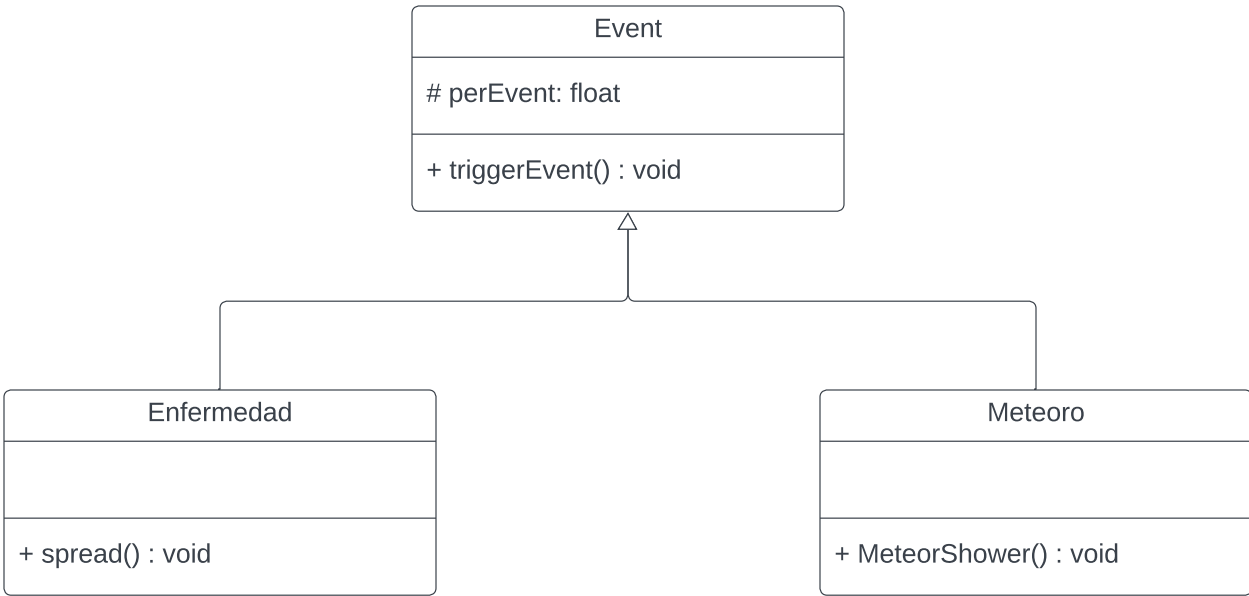 Event
# perEvent: float
+ triggerEvent() : void
Enfermedad
+ spread() : void
Meteoro
+ MeteorShower() : void